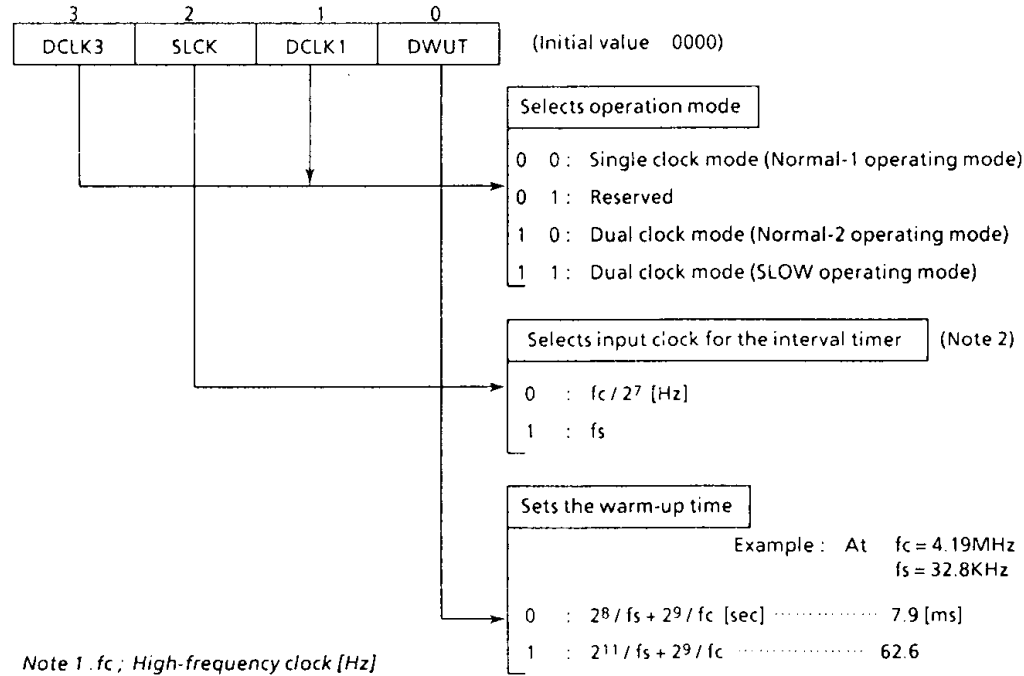 3 2 1 0
DCLK3 SLCK DCLK1 DWUT (Initial value 0000)
Selects operation mode
0 0 : Single clock mode (Normal-1 operating mode)
0 1 : Reserved
1 0 : Dual clock mode (Normal-2 operating mode)
1 1 : Dual clock mode (SLOW operating mode)
Selects input clock for the interval timer (Note 2)
0 : fc / 2⁷ [Hz]
1 : fs
Sets the warm-up time
Example : At fc = 4.19MHz
fs = 32.8KHz
0 : 2⁸ / fs + 2⁹ / fc [sec] ·············· 7.9 [ms]
1 : 2¹¹ / fs + 2⁹ / fc ·················· 62.6
Note 1 . fc ; High-frequency clock [Hz]